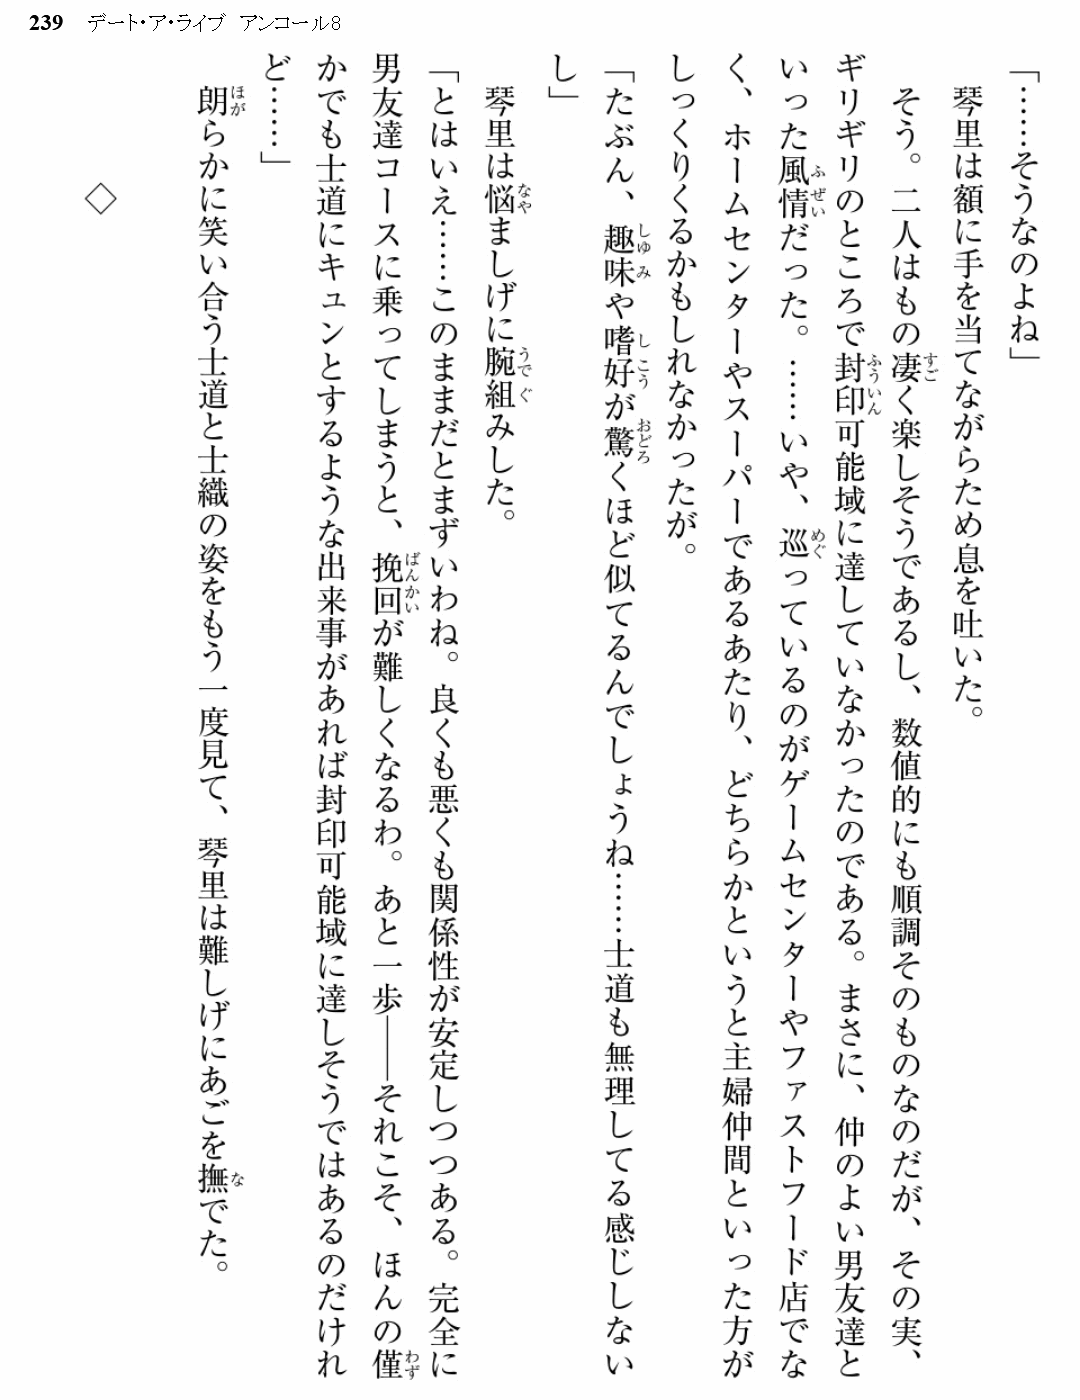 239 デート・ア・ライブ アンコール8
「……そうなのよね」
琴里は額に手を当てながらため息を吐いた。
そう。二人はもの凄く楽しそうであるし、数値的にも順調そのものなのだが、その実、
ギリギリのところで封印可能域に達していなかったのである。まさに、仲のよい男友達と
いった風情だった。……いや、巡っているのがゲームセンターやファストフード店でな
く、ホームセンターやスーパーであるあたり、どちらかというと主婦仲間といった方が
しっくりくるかもしれなかったが。
「たぶん、趣味や嗜好が驚くほど似てるんでしょうね……士道も無理してる感じしない
し」
琴里は悩ましげに腕組みした。
「とはいえ……このままだとまずいわね。良くも悪くも関係性が安定しつつある。完全に
男友達コースに乗ってしまうと、挽回が難しくなるわ。あと一歩――それこそ、ほんの僅
かでも士道にキュンとするような出来事があれば封印可能域に達しそうではあるのだけれ
ど……」
朗らかに笑い合う士道と士織の姿をもう一度見て、琴里は難しげにあごを撫でた。
◇